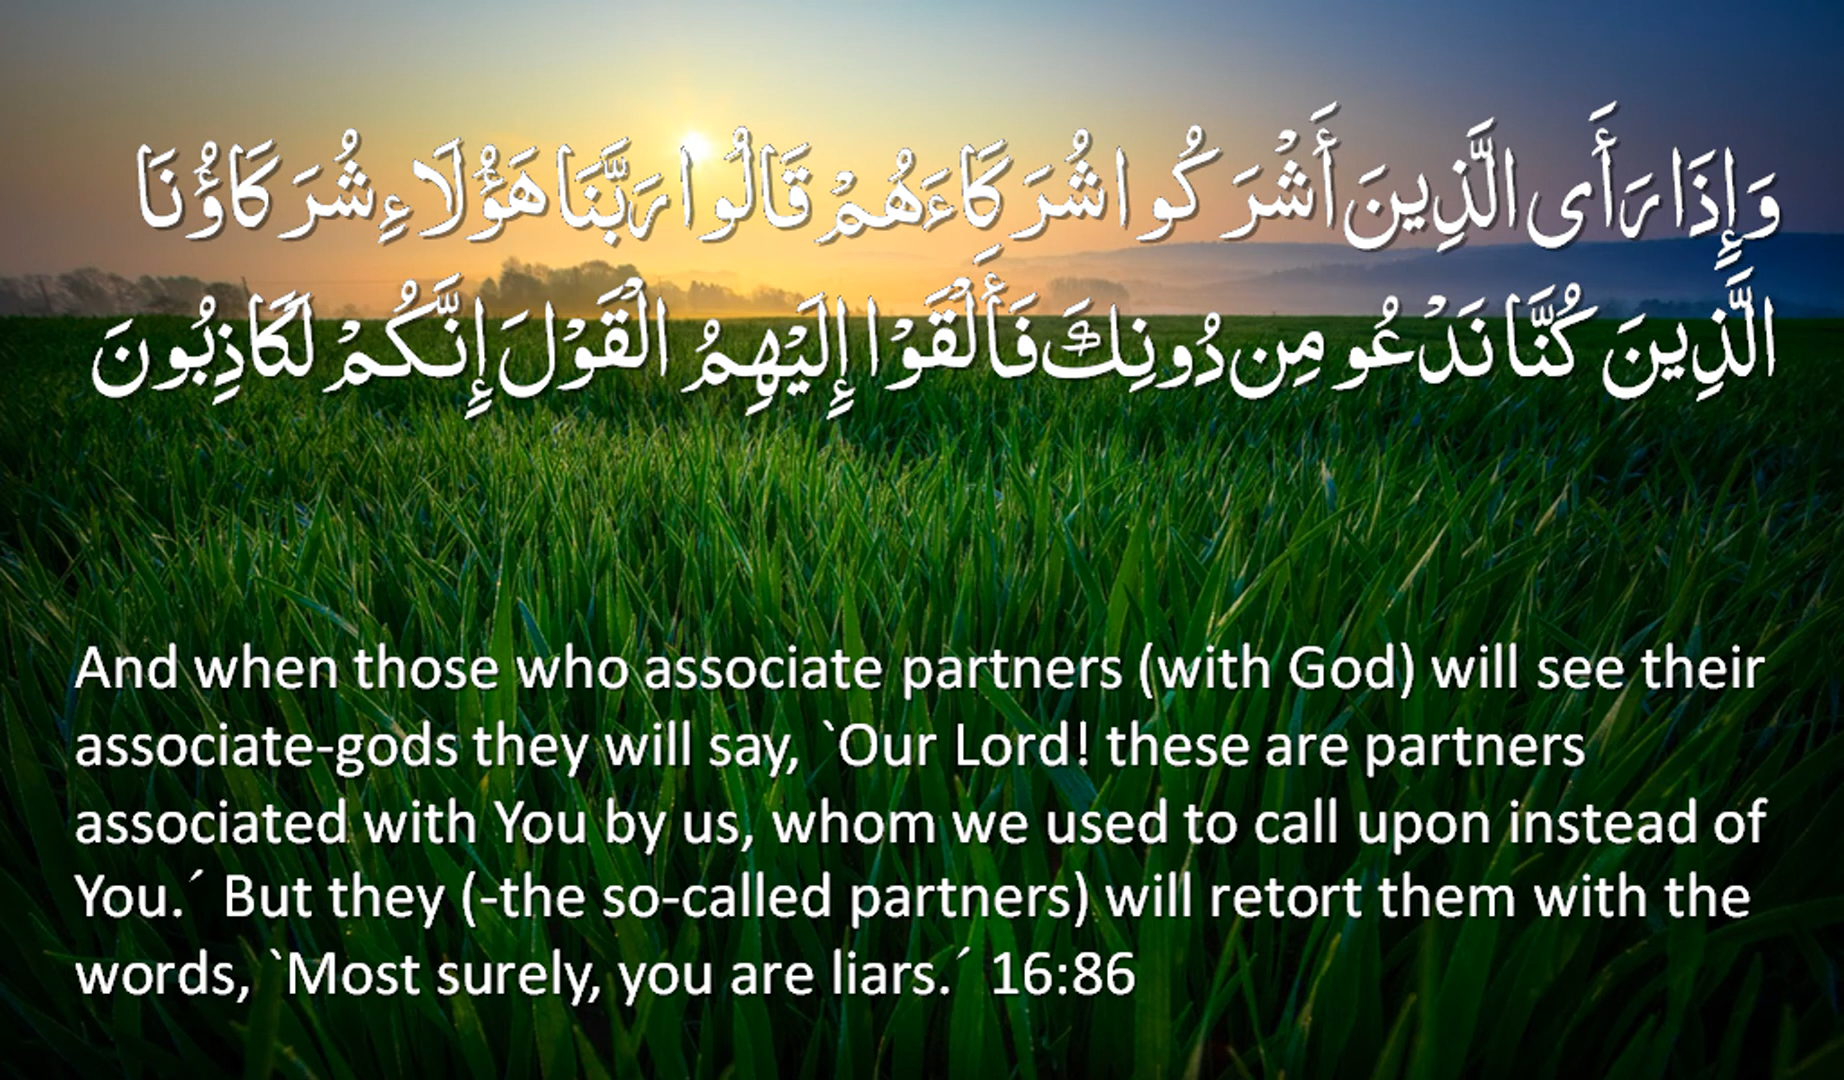 وَإِذَا رَأَى الَّذِينَ أَشْرَكُوا شُرَكَاءَهُمْ قَالُوا رَبَّنَا هَؤُلَاءِ شُرَكَاؤُنَا
الَّذِينَ كُنَّا نَدْعُو مِن دُونِكَ فَأَلْقَوْا إِلَيْهِمُ الْقَوْلَ إِنَّكُمْ لَكَاذِبُونَ
And when those who associate partners (with God) will see their
associate-gods they will say, `Our Lord! these are partners
associated with You by us, whom we used to call upon instead of
You.´ But they (-the so-called partners) will retort them with the
words, `Most surely, you are liars.´ 16:86